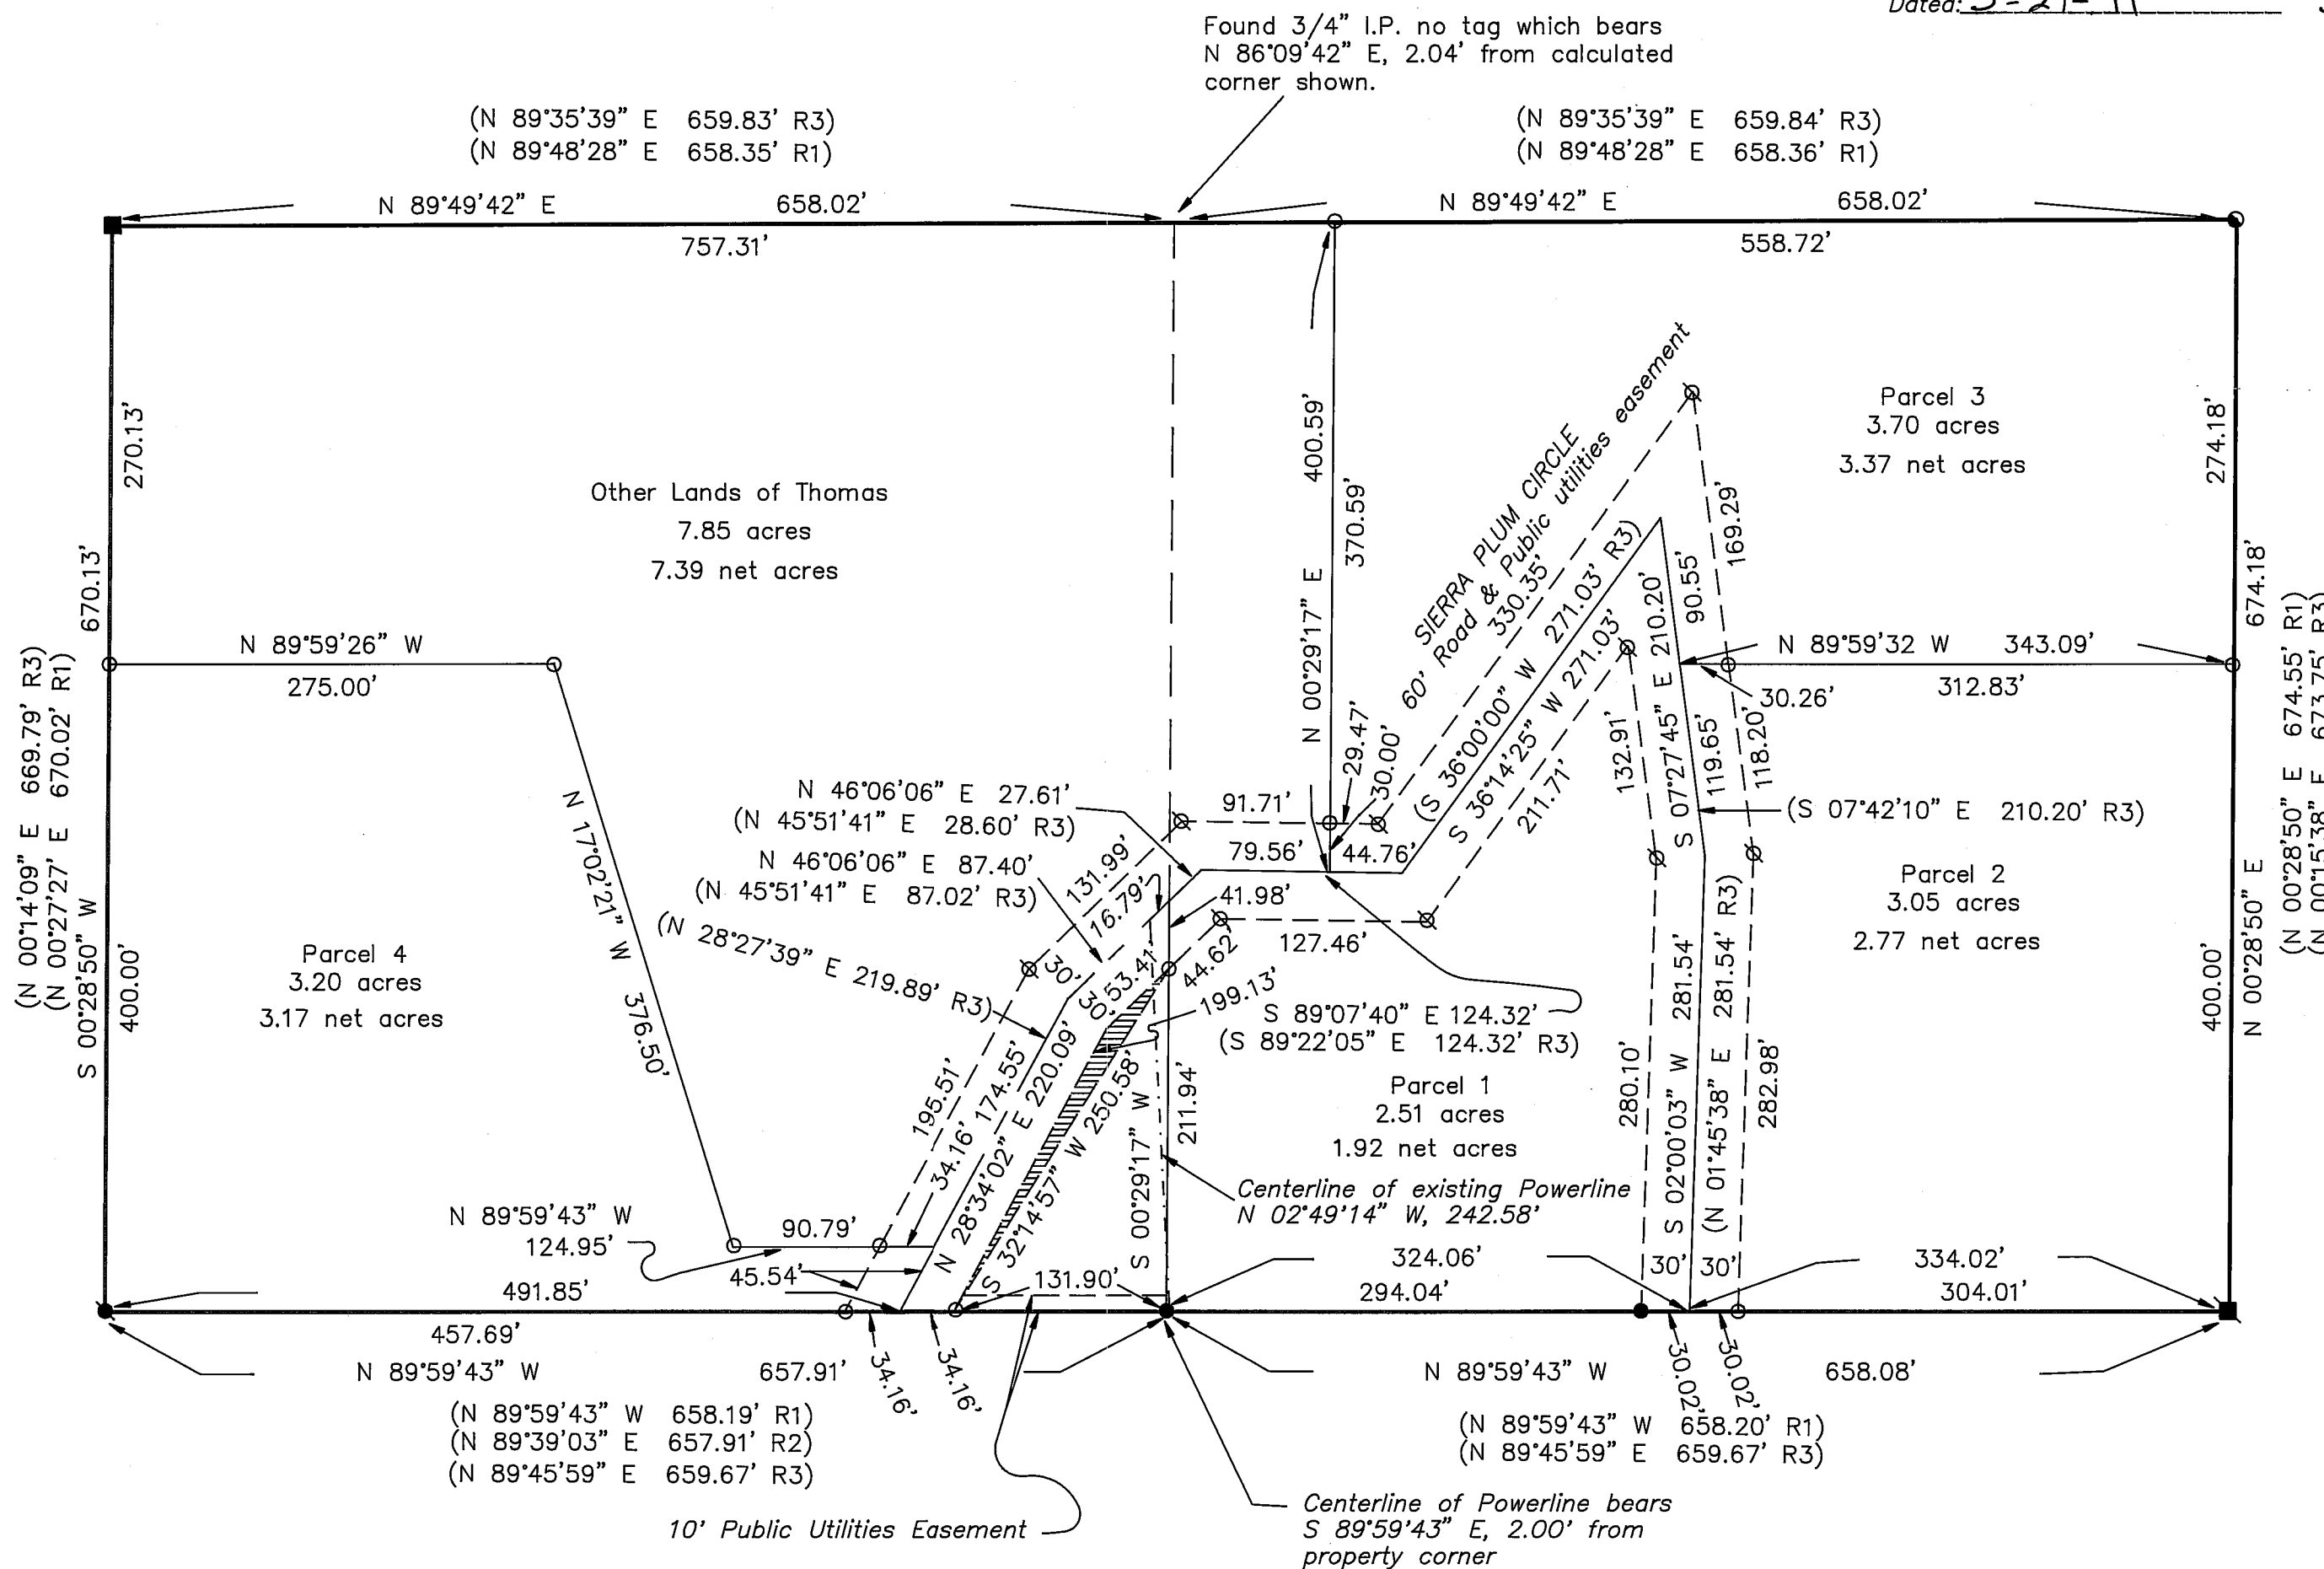 Dated: 3-21-11
Found 3/4" I.P. no tag which bears
N 86°09'42" E, 2.04' from calculated
corner shown.
(N 89°35'39" E 659.83' R3)
(N 89°48'28" E 658.35' R1)
(N 89°35'39" E 659.84' R3)
(N 89°48'28" E 658.36' R1)
N 89°49'42" E 658.02'
N 89°49'42" E 658.02'
757.31'
558.72'
270.13'
670.13'
S 00°28'50" W
400.00'
(N 00°14'09" E 669.79' R3)
(N 00°27'27' E 670.02' R1)
Other Lands of Thomas
7.85 acres
7.39 net acres
N 89°59'26" W
275.00'
N 17°02'21" W 376.50'
Parcel 4
3.20 acres
3.17 net acres
N 00°29'17" E 400.59'
370.59'
SIERRA PLUM CIRCLE
60' Road & Public utilities easement
330.35'
(S 36°00'00" W 271.03' R3)
S 36°14'25" W 271.03'
211.71'
29.47'
30.00'
Parcel 3
3.70 acres
3.37 net acres
274.18'
674.18'
N 00°28'50" E
400.00'
(N 00°28'50" E 674.55' R1)
(N 00°15'38" E 673.75' R3)
169.29'
90.55'
S 07°27'45" E 210.20'
119.65'
118.20'
132.91'
N 89°59'32 W 343.09'
30.26'
312.83'
(S 07°42'10" E 210.20' R3)
Parcel 2
3.05 acres
2.77 net acres
N 46°06'06" E 27.61'
(N 45°51'41" E 28.60' R3)
N 46°06'06" E 87.40'
(N 45°51'41" E 87.02' R3)
(N 28°27'39" E 219.89' R3)
91.71'
79.56'
44.76'
131.99'
16.79'
41.98'
127.46'
30'
30'
53.41'
44.62'
199.13'
S 89°07'40" E 124.32'
(S 89°22'05" E 124.32' R3)
195.51'
34.16' 174.55'
N 28°34'02" E 220.09'
S 32°14'57" W 250.58'
S 00°29'17" W
211.94'
Parcel 1
2.51 acres
1.92 net acres
Centerline of existing Powerline
N 02°49'14" W, 242.58'
280.10'
S 02°00'03" W 281.54'
(N 01°45'38" E 281.54' R3)
282.98'
N 89°59'43" W
124.95'
90.79'
45.54'
491.85'
131.90'
324.06'
294.04'
30'
30'
334.02'
304.01'
457.69'
34.16'
34.16'
30.02'
30.02'
N 89°59'43" W 657.91'
(N 89°59'43" W 658.19' R1)
(N 89°39'03" E 657.91' R2)
(N 89°45'59" E 659.67' R3)
N 89°59'43" W 658.08'
(N 89°59'43" W 658.20' R1)
(N 89°45'59" E 659.67' R3)
10' Public Utilities Easement
Centerline of Powerline bears
S 89°59'43" E, 2.00' from
property corner